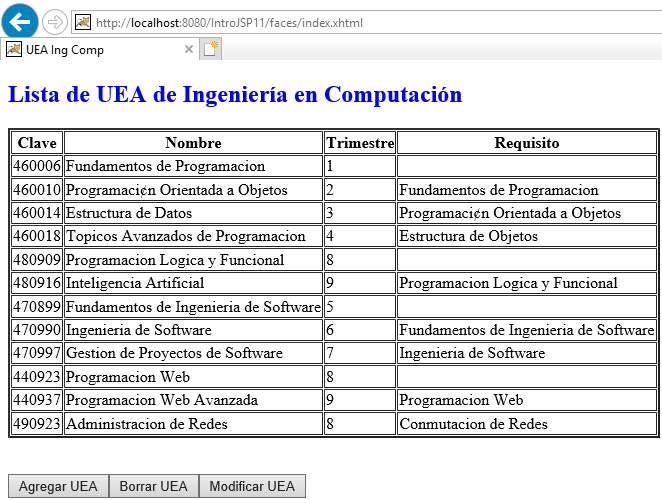 http://localhost:8080/IntroJSP11/faces/index.xhtml
UEA Ing Comp
Lista de UEA de Ingeniería en Computación
Clave Nombre Trimestre Requisito
460006 Fundamentos de Programacion 1
460010 Programaci¢n Orientada a Objetos 2 Fundamentos de Programacion
460014 Estructura de Datos 3 Programaci¢n Orientada a Objetos
460018 Topicos Avanzados de Programacion 4 Estructura de Objetos
480909 Programacion Logica y Funcional 8
480916 Inteligencia Artificial 9 Programacion Logica y Funcional
470899 Fundamentos de Ingenieria de Software 5
470990 Ingenieria de Software 6 Fundamentos de Ingenieria de Software
470997 Gestion de Proyectos de Software 7 Ingenieria de Software
440923 Programacion Web 8
440937 Programacion Web Avanzada 9 Programacion Web
490923 Administracion de Redes 8 Conmutacion de Redes
Agregar UEA Borrar UEA Modificar UEA